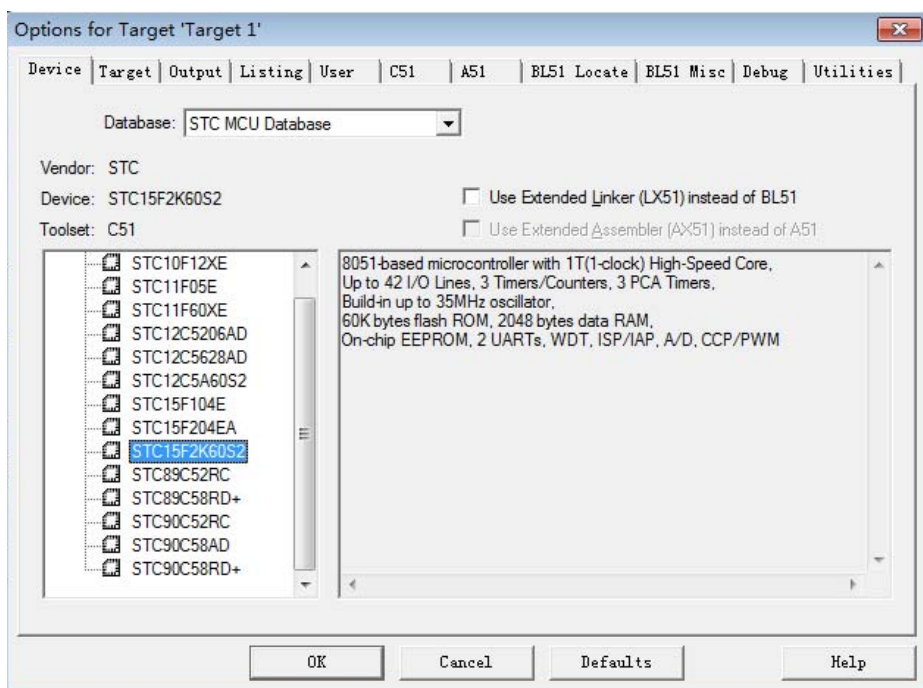 Options for Target 'Target 1'
Device Target Output Listing User C51 A51 BL51 Locate BL51 Misc Debug Utilities
Database: STC MCU Database
Vendor: STC
Device: STC15F2K60S2
Use Extended Linker (LX51) instead of BL51
Toolset: C51
Use Extended Assembler (AX51) instead of A51
STC10F12XE
STC11F05E
STC11F60XE
STC12C5206AD
STC12C5628AD
STC12C5A60S2
STC15F104E
STC15F204EA
STC15F2K60S2
STC89C52RC
STC89C58RD+
STC90C52RC
STC90C58AD
STC90C58RD+
8051-based microcontroller with 1T(1-clock) High-Speed Core,
Up to 42 I/O Lines, 3 Timers/Counters, 3 PCA Timers,
Build-in up to 35MHz oscillator,
60K bytes flash ROM, 2048 bytes data RAM,
On-chip EEPROM, 2 UARTs, WDT, ISP/IAP, A/D, CCP/PWM
OK Cancel Defaults Help